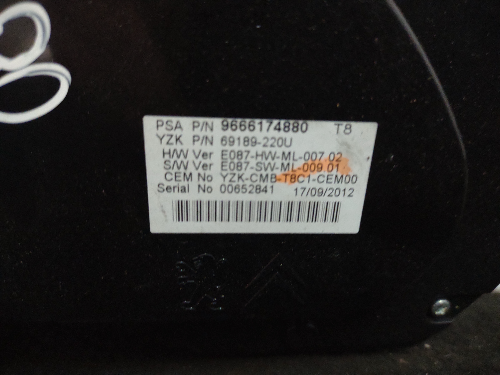 PSA P/N 9666174880 T8
YZK P/N 69189-220U
H/W Ver E087-HW-ML-007.02
S/W Ver E087-SW-ML-009.01
CEM No YZK-CMB-T8C1-CEM00
Serial No 00652841 17/09/2012